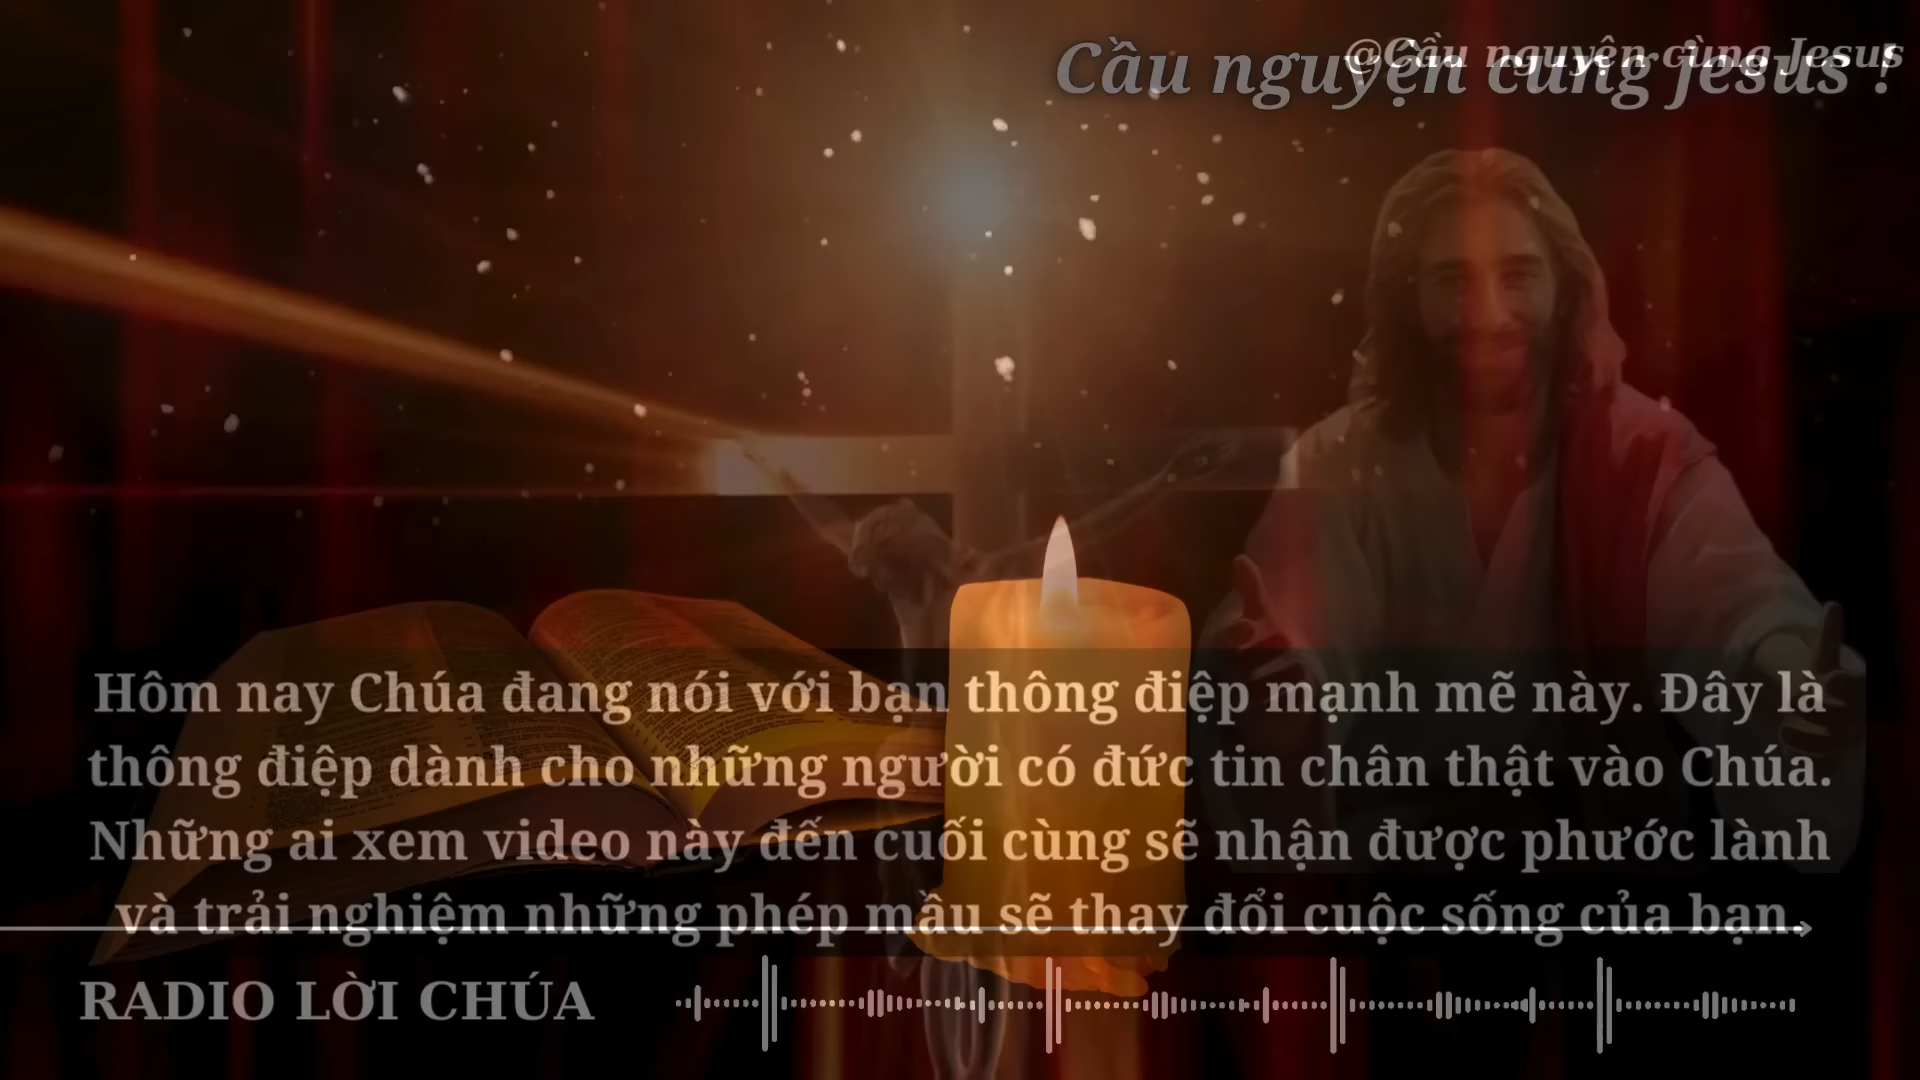 @Cầu nguyện cùng Jesus
Cầu nguyện cùng jesus !
Hôm nay Chúa đang nói với bạn thông điệp mạnh mẽ này. Đây là
thông điệp dành cho những người có đức tin chân thật vào Chúa.
Những ai xem video này đến cuối cùng sẽ nhận được phước lành
và trải nghiệm những phép mầu sẽ thay đổi cuộc sống của bạn.
RADIO LỜI CHÚA